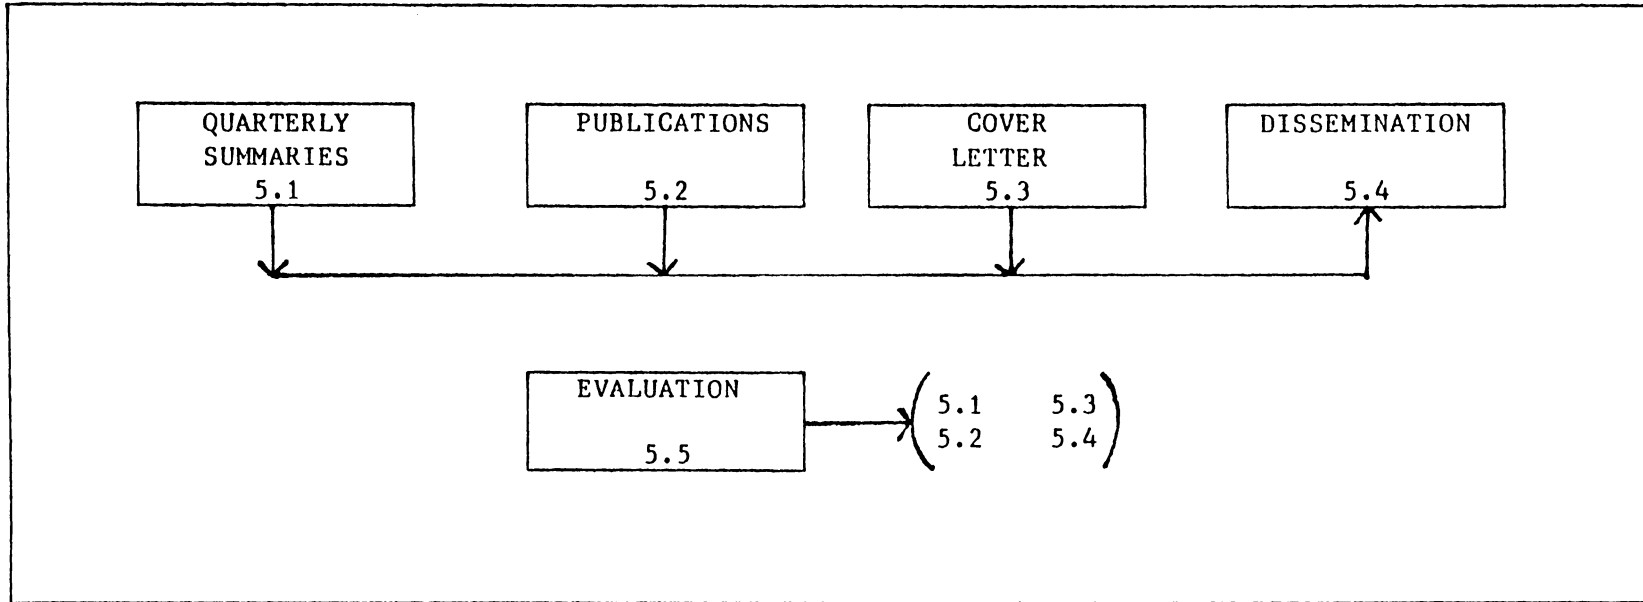 QUARTERLY
SUMMARIES
5.1
PUBLICATIONS
5.2
COVER
LETTER
5.3
DISSEMINATION
5.4
EVALUATION
5.5
5.1 5.3
5.2 5.4